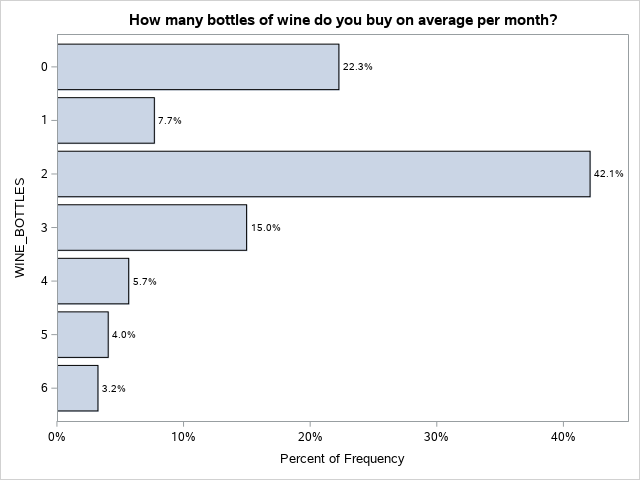 How many bottles of wine do you buy on average per month?
WINE_BOTTLES
0 22.3%
1 7.7%
2 42.1%
3 15.0%
4 5.7%
5 4.0%
6 3.2%
0% 10% 20% 30% 40%
Percent of Frequency